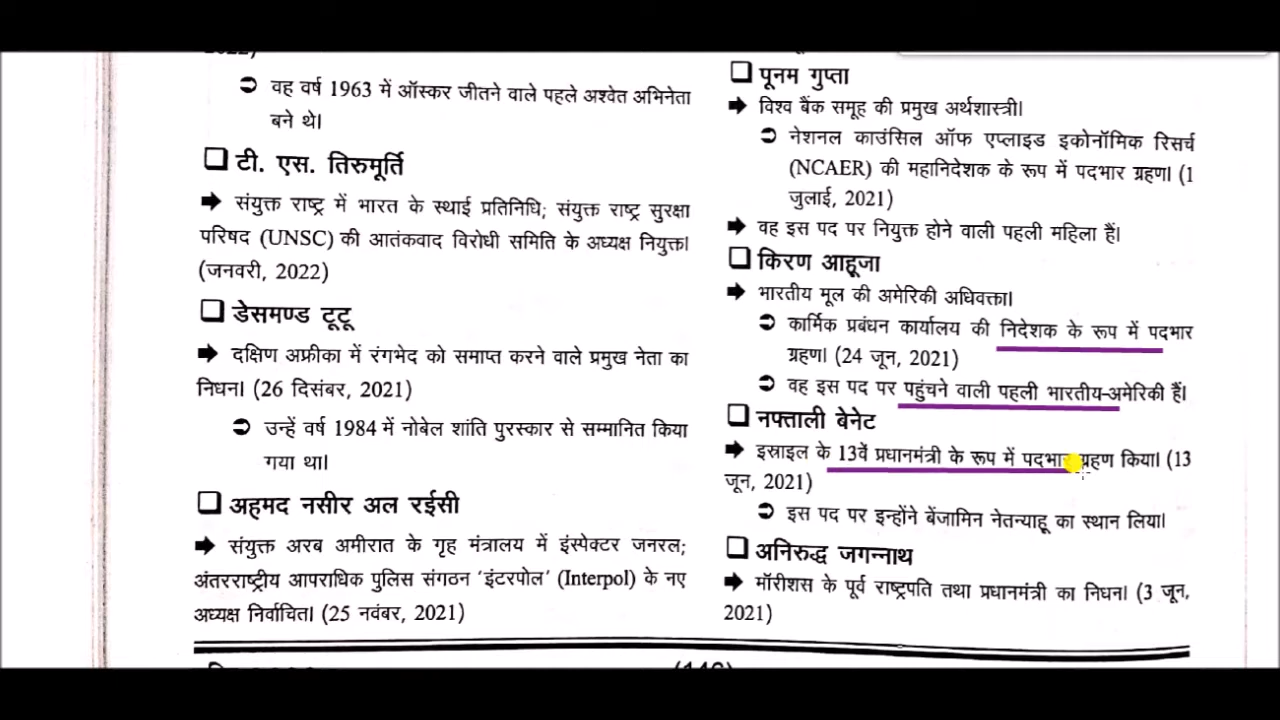 2022)
वह वर्ष 1963 में ऑस्कर जीतने वाले पहले अश्वेत अभिनेता
बने थे।
टी. एस. तिरुमूर्ति
संयुक्त राष्ट्र में भारत के स्थाई प्रतिनिधि; संयुक्त राष्ट्र सुरक्षा
परिषद (UNSC) की आतंकवाद विरोधी समिति के अध्यक्ष नियुक्त।
(जनवरी, 2022)
डेसमण्ड टूटू
दक्षिण अफ्रीका में रंगभेद को समाप्त करने वाले प्रमुख नेता का
निधन। (26 दिसंबर, 2021)
उन्हें वर्ष 1984 में नोबेल शांति पुरस्कार से सम्मानित किया
गया था।
अहमद नसीर अल रईसी
संयुक्त अरब अमीरात के गृह मंत्रालय में इंस्पेक्टर जनरल;
अंतरराष्ट्रीय आपराधिक पुलिस संगठन 'इंटरपोल' (Interpol) के नए
अध्यक्ष निर्वाचित। (25 नवंबर, 2021)
पूनम गुप्ता
विश्व बैंक समूह की प्रमुख अर्थशास्त्री।
नेशनल काउंसिल ऑफ एप्लाइड इकोनॉमिक रिसर्च
(NCAER) की महानिदेशक के रूप में पदभार ग्रहण। (1
जुलाई, 2021)
वह इस पद पर नियुक्त होने वाली पहली महिला हैं।
किरण आहूजा
भारतीय मूल की अमेरिकी अधिवक्ता।
कार्मिक प्रबंधन कार्यालय की निदेशक के रूप में पदभार
ग्रहण। (24 जून, 2021)
वह इस पद पर पहुंचने वाली पहली भारतीय-अमेरिकी हैं।
नफ्ताली बेनेट
इस्राइल के 13वें प्रधानमंत्री के रूप में पदभार ग्रहण किया। (13
जून, 2021)
इस पद पर इन्होंने बेंजामिन नेतन्याहू का स्थान लिया।
अनिरुद्ध जगन्नाथ
मॉरीशस के पूर्व राष्ट्रपति तथा प्रधानमंत्री का निधन। (3 जून,
2021)